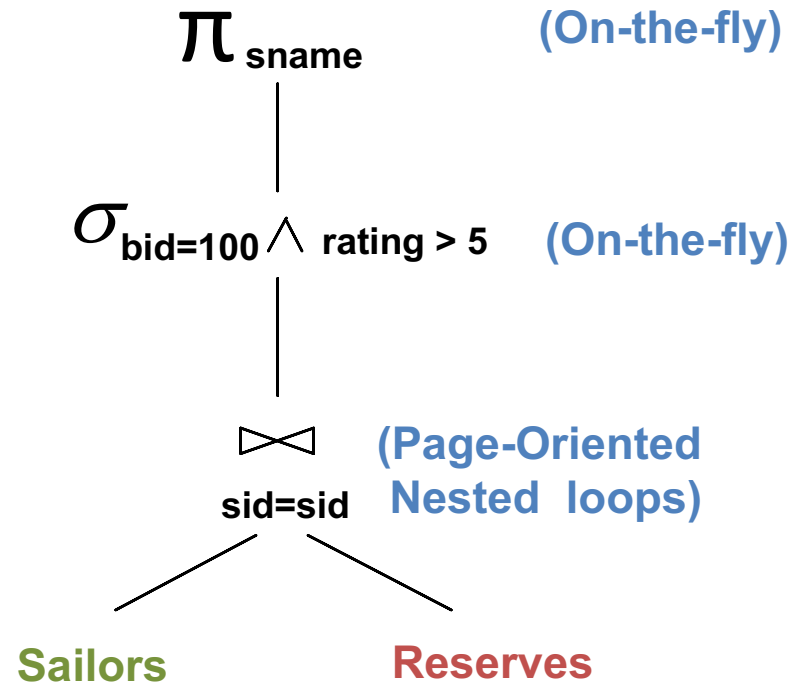 π sname (On-the-fly)
σ bid=100 ∧ rating > 5 (On-the-fly)
⋈ (Page-Oriented
sid=sid Nested loops)
Sailors Reserves